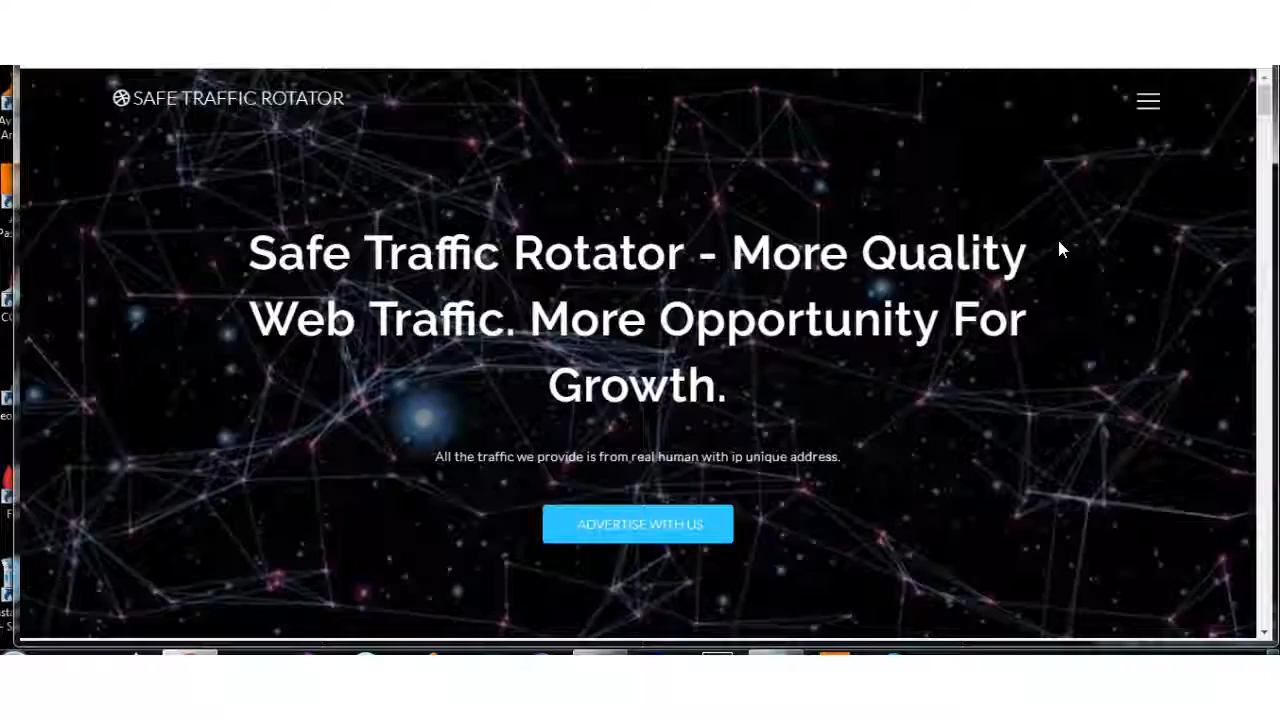 SAFE TRAFFIC ROTATOR
Safe Traffic Rotator - More Quality
Web Traffic. More Opportunity For
Growth.
All the traffic we provide is from real human with ip unique address.
ADVERTISE WITH US